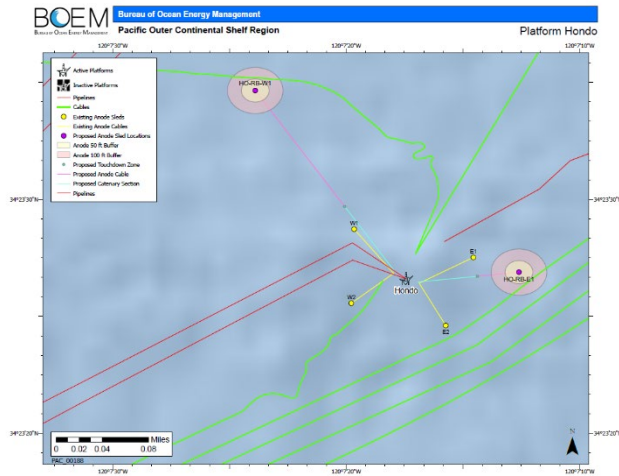 BOEM
Bureau of Ocean Energy Management
Bureau of Ocean Energy Management
Pacific Outer Continental Shelf Region
Platform Hondo
120°7'30"W
120°7'20"W
120°7'10"W
Active Platforms
Inactive Platforms
Pipelines
Cables
Existing Anode Sleds
Existing Anode Cables
Proposed Anode Sled Locations
Anode 50 ft Buffer
Anode 100 ft Buffer
Proposed Touchdown Zone
Proposed Anode Cable
Proposed Catenary Section
Pipelines
HO-RB-W1
34°23'30"N
34°23'30"N
W1
E1
HO-RB-E1
Hondo
W2
E2
34°23'20"N
34°23'20"N
Miles
0 0.02 0.04 0.08
N
PAC_00188
120°7'30"W
120°7'20"W
120°7'10"W